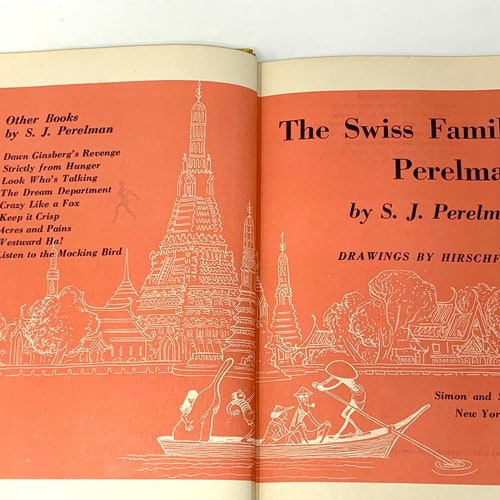 Other Books
by S. J. Perelman
Dawn Ginsberg's Revenge
Strictly from Hunger
Look Who's Talking
The Dream Department
Crazy Like a Fox
Keep it Crisp
Acres and Pains
Westward Ha!
Listen to the Mocking Bird
The Swiss Famil
Perelma
by S. J. Perelm
DRAWINGS BY HIRSCHF
Simon and S
New York